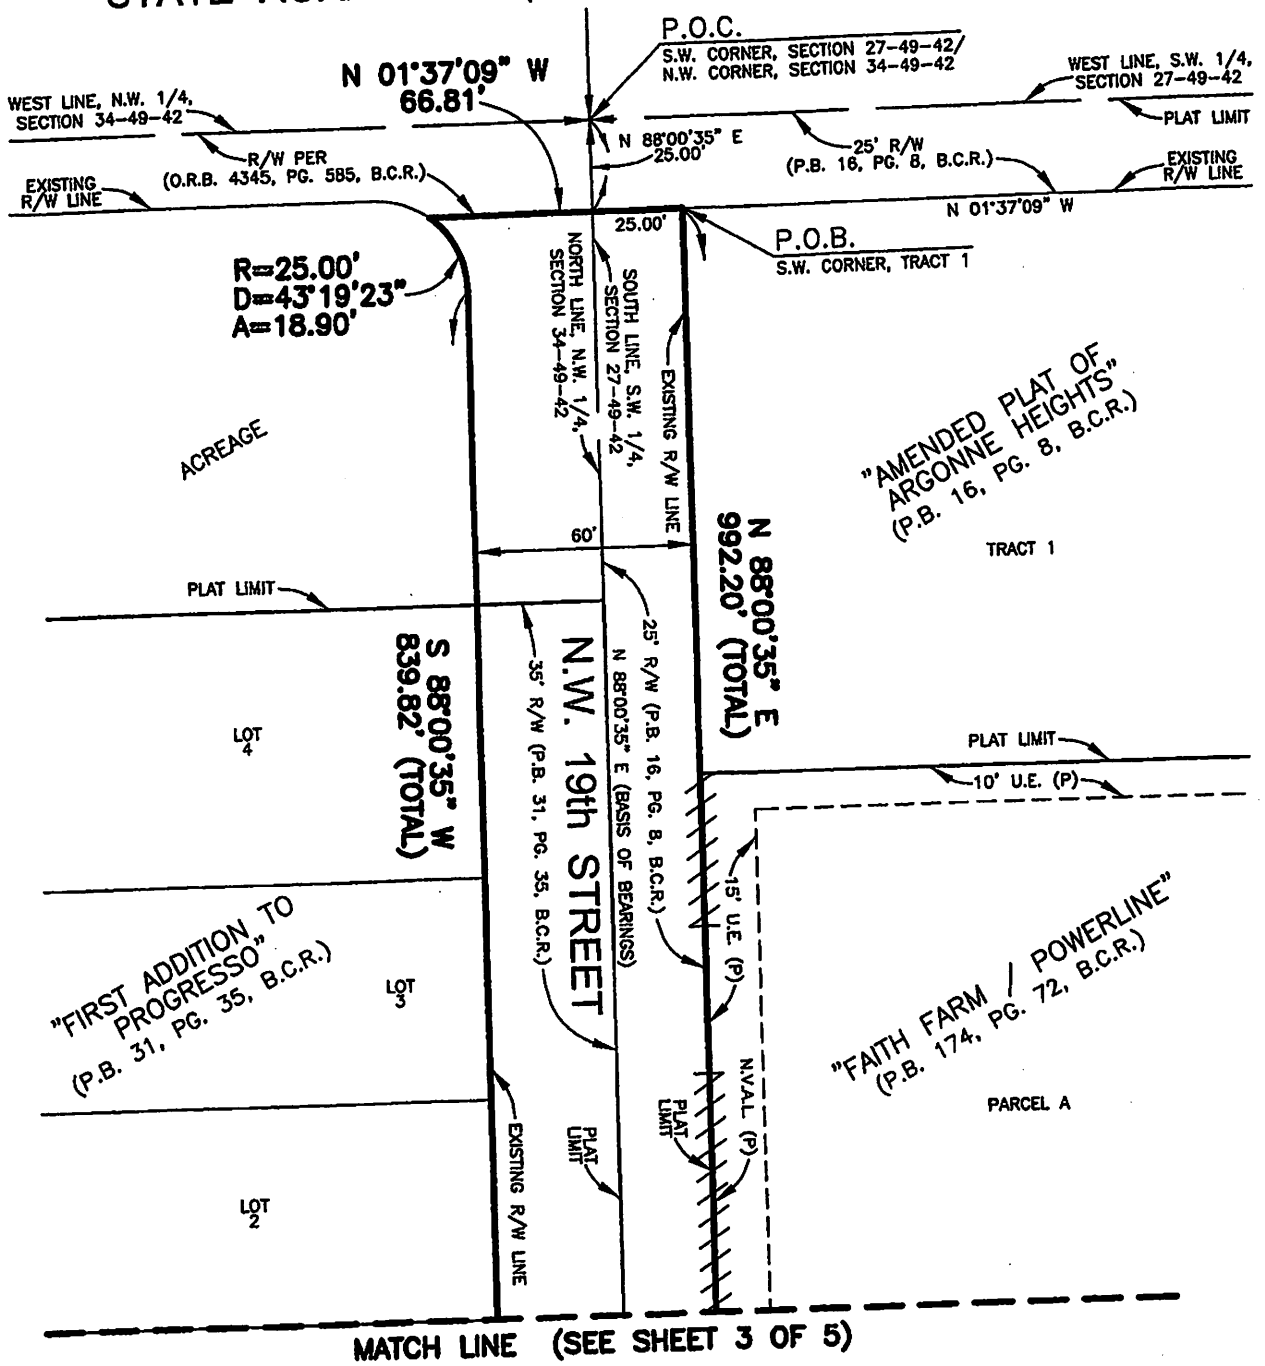 P.O.C.
S.W. CORNER, SECTION 27-49-42/
N.W. CORNER, SECTION 34-49-42
N 01°37'09" W
66.81'
WEST LINE, N.W. 1/4,
SECTION 34-49-42
WEST LINE, S.W. 1/4,
SECTION 27-49-42
PLAT LIMIT
N 88°00'35" E
25.00'
25' R/W
(P.B. 16, PG. 8, B.C.R.)
R/W PER
(O.R.B. 4345, PG. 585, B.C.R.)
EXISTING
R/W LINE
EXISTING
R/W LINE
N 01°37'09" W
25.00'
P.O.B.
S.W. CORNER, TRACT 1
R=25.00'
D=43°19'23"
A=18.90'
NORTH LINE, N.W. 1/4,
SECTION 34-49-42
SOUTH LINE, S.W. 1/4,
SECTION 27-49-42
EXISTING R/W LINE
ACREAGE
"AMENDED PLAT OF
ARGONNE HEIGHTS"
(P.B. 16, PG. 8, B.C.R.)
TRACT 1
60'
N 88°00'35" E
992.20' (TOTAL)
PLAT LIMIT
S 88°00'35" W
839.82' (TOTAL)
35' R/W (P.B. 31, PG. 35, B.C.R.)
N.W. 19th STREET
N 88°00'35" E (BASIS OF BEARINGS)
25' R/W (P.B. 16, PG. 8, B.C.R.)
LOT
4
PLAT LIMIT
10' U.E. (P)
15' U.E. (P)
"FIRST ADDITION TO
PROGRESSO"
(P.B. 31, PG. 35, B.C.R.)
LOT
3
"FAITH FARM / POWERLINE"
(P.B. 174, PG. 72, B.C.R.)
PARCEL A
N.V.A.L (P)
PLAT
LIMIT
PLAT
LIMIT
EXISTING R/W LINE
LOT
2
MATCH LINE (SEE SHEET 3 OF 5)